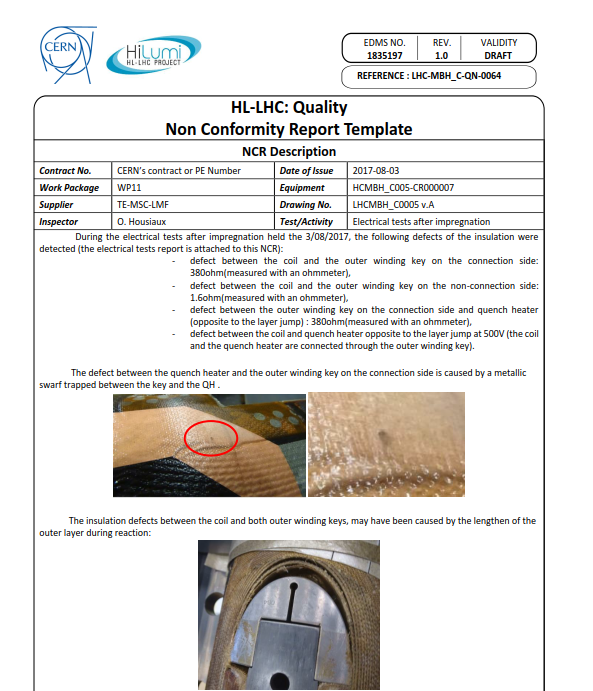 CERN
HiLumi
HL-LHC PROJECT
EDMS NO. REV. VALIDITY
1835197 1.0 DRAFT
REFERENCE : LHC-MBH_C-QN-0064
HL-LHC: Quality
Non Conformity Report Template
NCR Description
Contract No. CERN's contract or PE Number Date of Issue 2017-08-03
Work Package WP11 Equipment HCMBH_C005-CR000007
Supplier TE-MSC-LMF Drawing No. LHCMBH_C0005 v.A
Inspector O. Housiaux Test/Activity Electrical tests after impregnation
During the electrical tests after impregnation held the 3/08/2017, the following defects of the insulation were
detected (the electrical tests report is attached to this NCR):
- defect between the coil and the outer winding key on the connection side:
380ohm(measured with an ohmmeter),
- defect between the coil and the outer winding key on the non-connection side:
1.6ohm(measured with an ohmmeter),
- defect between the outer winding key on the connection side and quench heater
(opposite to the layer jump) : 380ohm(measured with an ohmmeter),
- defect between the coil and quench heater opposite to the layer jump at 500V (the coil
and the quench heater are connected through the outer winding key).
The defect between the quench heater and the outer winding key on the connection side is caused by a metallic
swarf trapped between the key and the QH .
The insulation defects between the coil and both outer winding keys, may have been caused by the lengthen of the
outer layer during reaction: